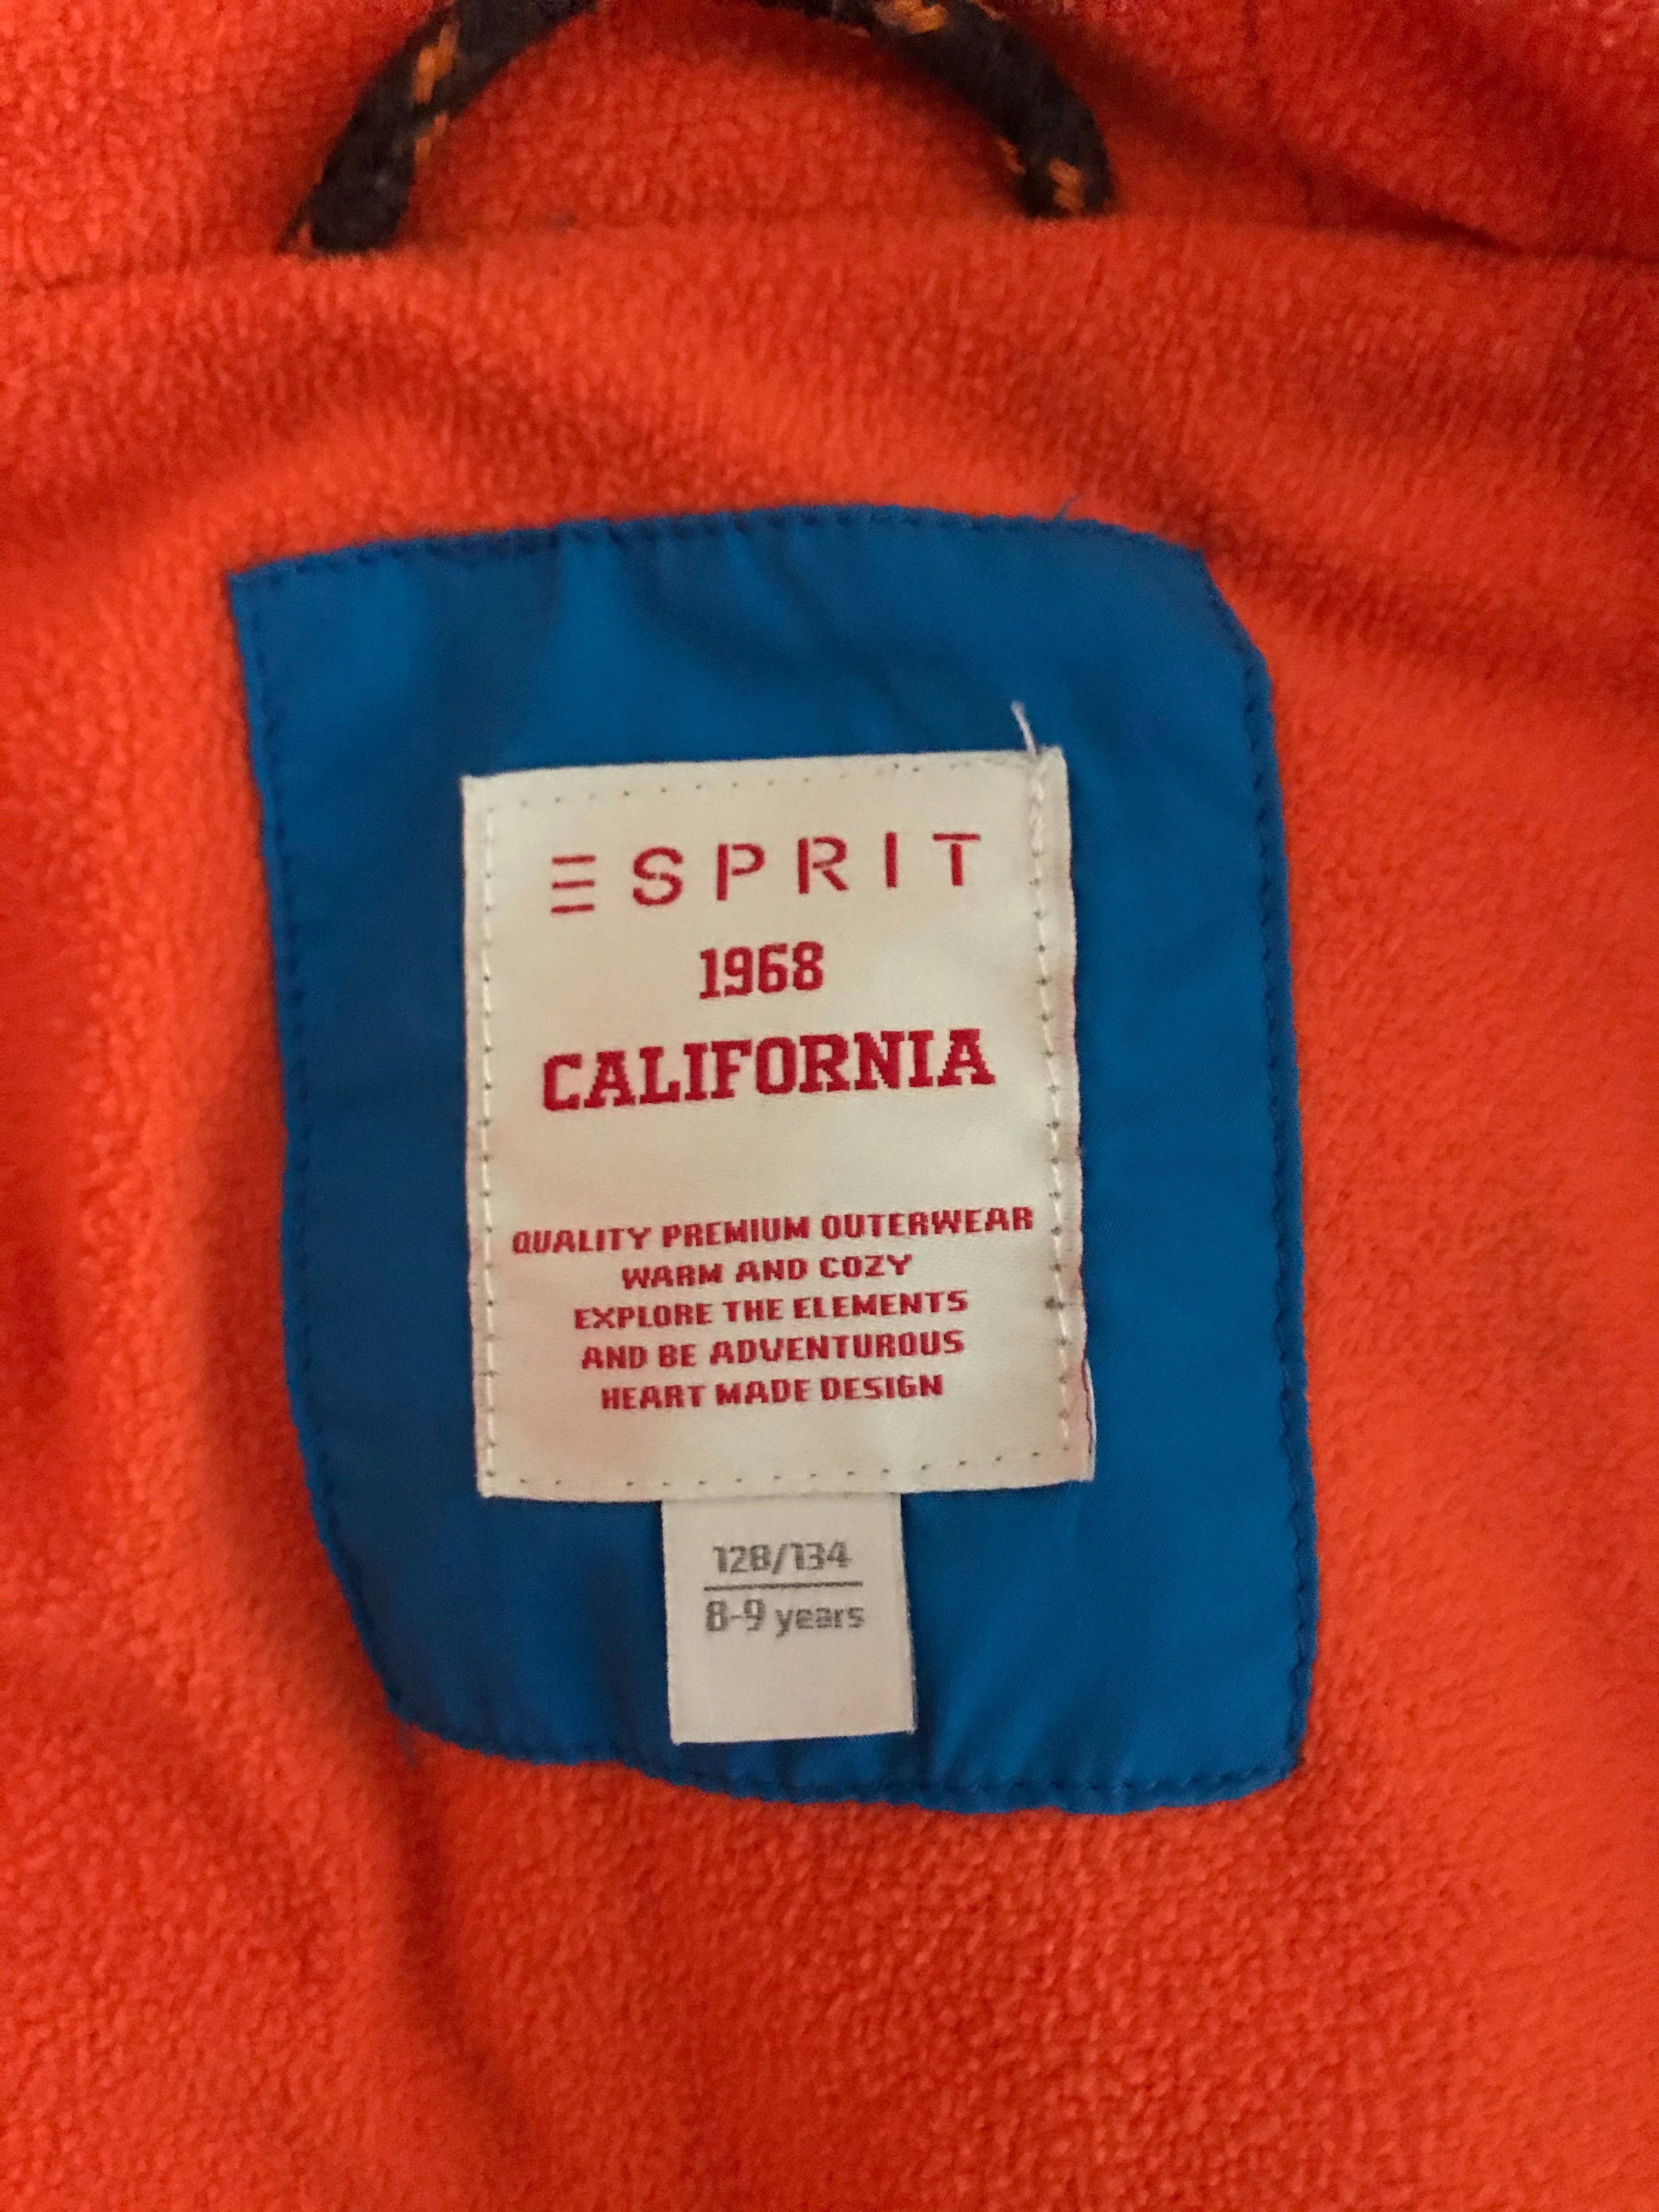 ESPRIT
1968
CALIFORNIA
QUALITY PREMIUM OUTERWEAR
WARM AND COZY
EXPLORE THE ELEMENTS
AND BE ADVENTUROUS
HEART MADE DESIGN
128/134
8-9 years